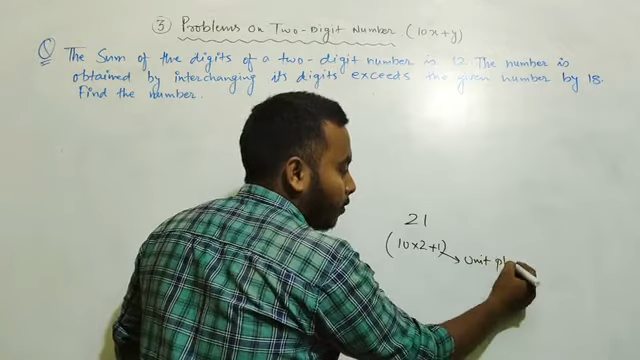 ③ Problems On Two-Digit Number. (10x+y)
Q The Sum of the digits of a two-digit number is 12. The number is
obtained by interchanging its digits exceeds the given number by 18.
Find the number.
21
(10×2+1)
→ Unit pl